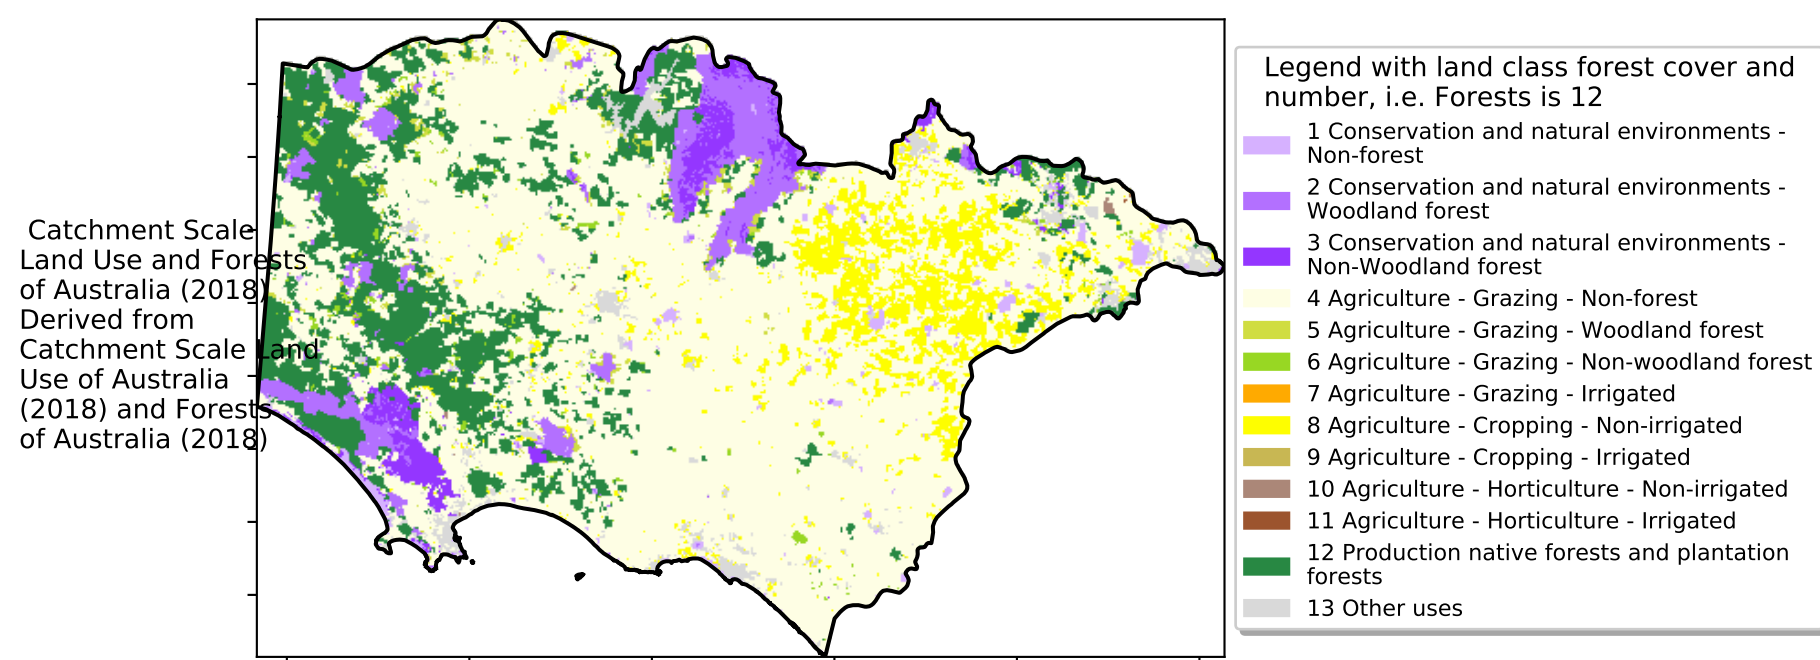 Catchment Scale
Land Use and Forests
of Australia (2018)
Derived from
Catchment Scale Land
Use of Australia
(2018) and Forests
of Australia (2018)
Legend with land class forest cover and
number, i.e. Forests is 12
1 Conservation and natural environments -
Non-forest
2 Conservation and natural environments -
Woodland forest
3 Conservation and natural environments -
Non-Woodland forest
4 Agriculture - Grazing - Non-forest
5 Agriculture - Grazing - Woodland forest
6 Agriculture - Grazing - Non-woodland forest
7 Agriculture - Grazing - Irrigated
8 Agriculture - Cropping - Non-irrigated
9 Agriculture - Cropping - Irrigated
10 Agriculture - Horticulture - Non-irrigated
11 Agriculture - Horticulture - Irrigated
12 Production native forests and plantation
forests
13 Other uses